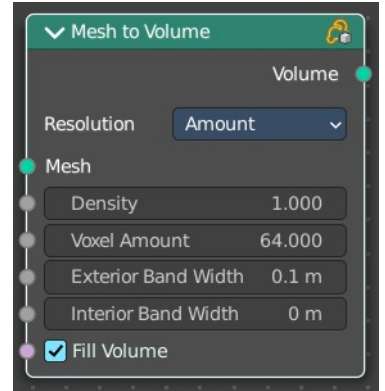 Mesh to Volume
Volume
Resolution Amount
Mesh
Density 1.000
Voxel Amount 64.000
Exterior Band Width 0.1 m
Interior Band Width 0 m
Fill Volume